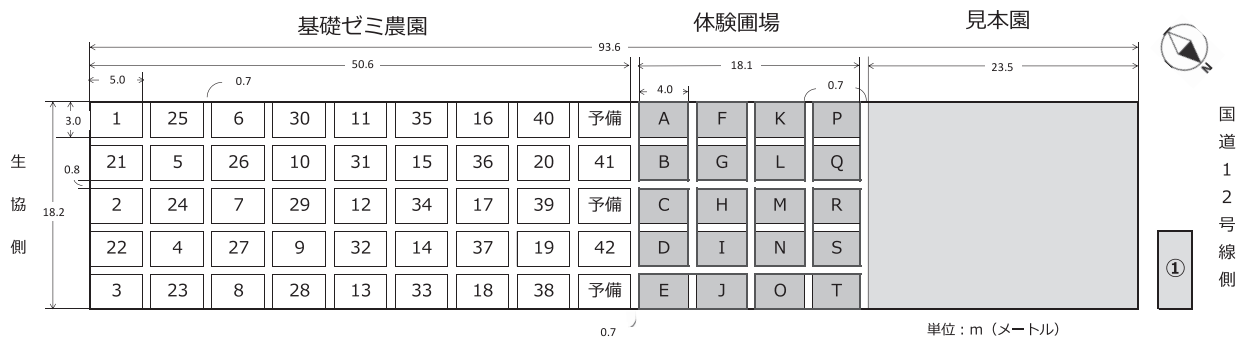 基礎ゼミ農園 体験圃場 見本園
93.6
50.6 18.1 23.5
5.0 0.7 4.0 0.7
N
3.0
1 25 6 30 11 35 16 40 予備 A F K P
21 5 26 10 31 15 36 20 41 B G L Q
0.8
2 24 7 29 12 34 17 39 予備 C H M R
18.2
22 4 27 9 32 14 37 19 42 D I N S
3 23 8 28 13 33 18 38 予備 E J O T
0.7
生協側
国道12号線側
①
単位:m(メートル)